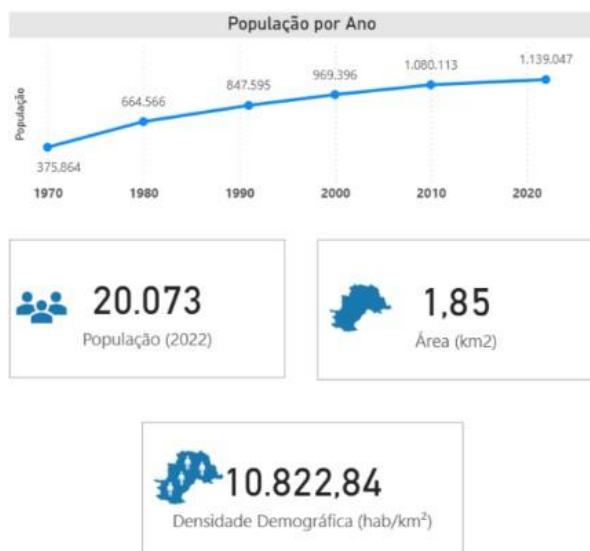 População por Ano
1.139.047
1.080.113
969.396
847.595
664.566
375.864
População
1970 1980 1990 2000 2010 2020
20.073
População (2022)
1,85
Área (km2)
10.822,84
Densidade Demográfica (hab/km²)